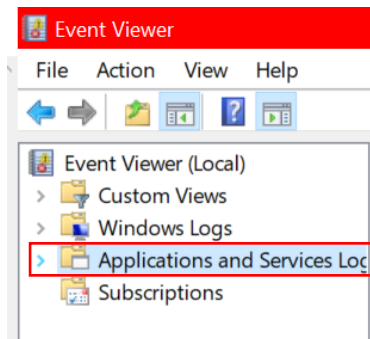 Event Viewer
File Action View Help
Event Viewer (Local)
Custom Views
Windows Logs
Applications and Services Log
Subscriptions